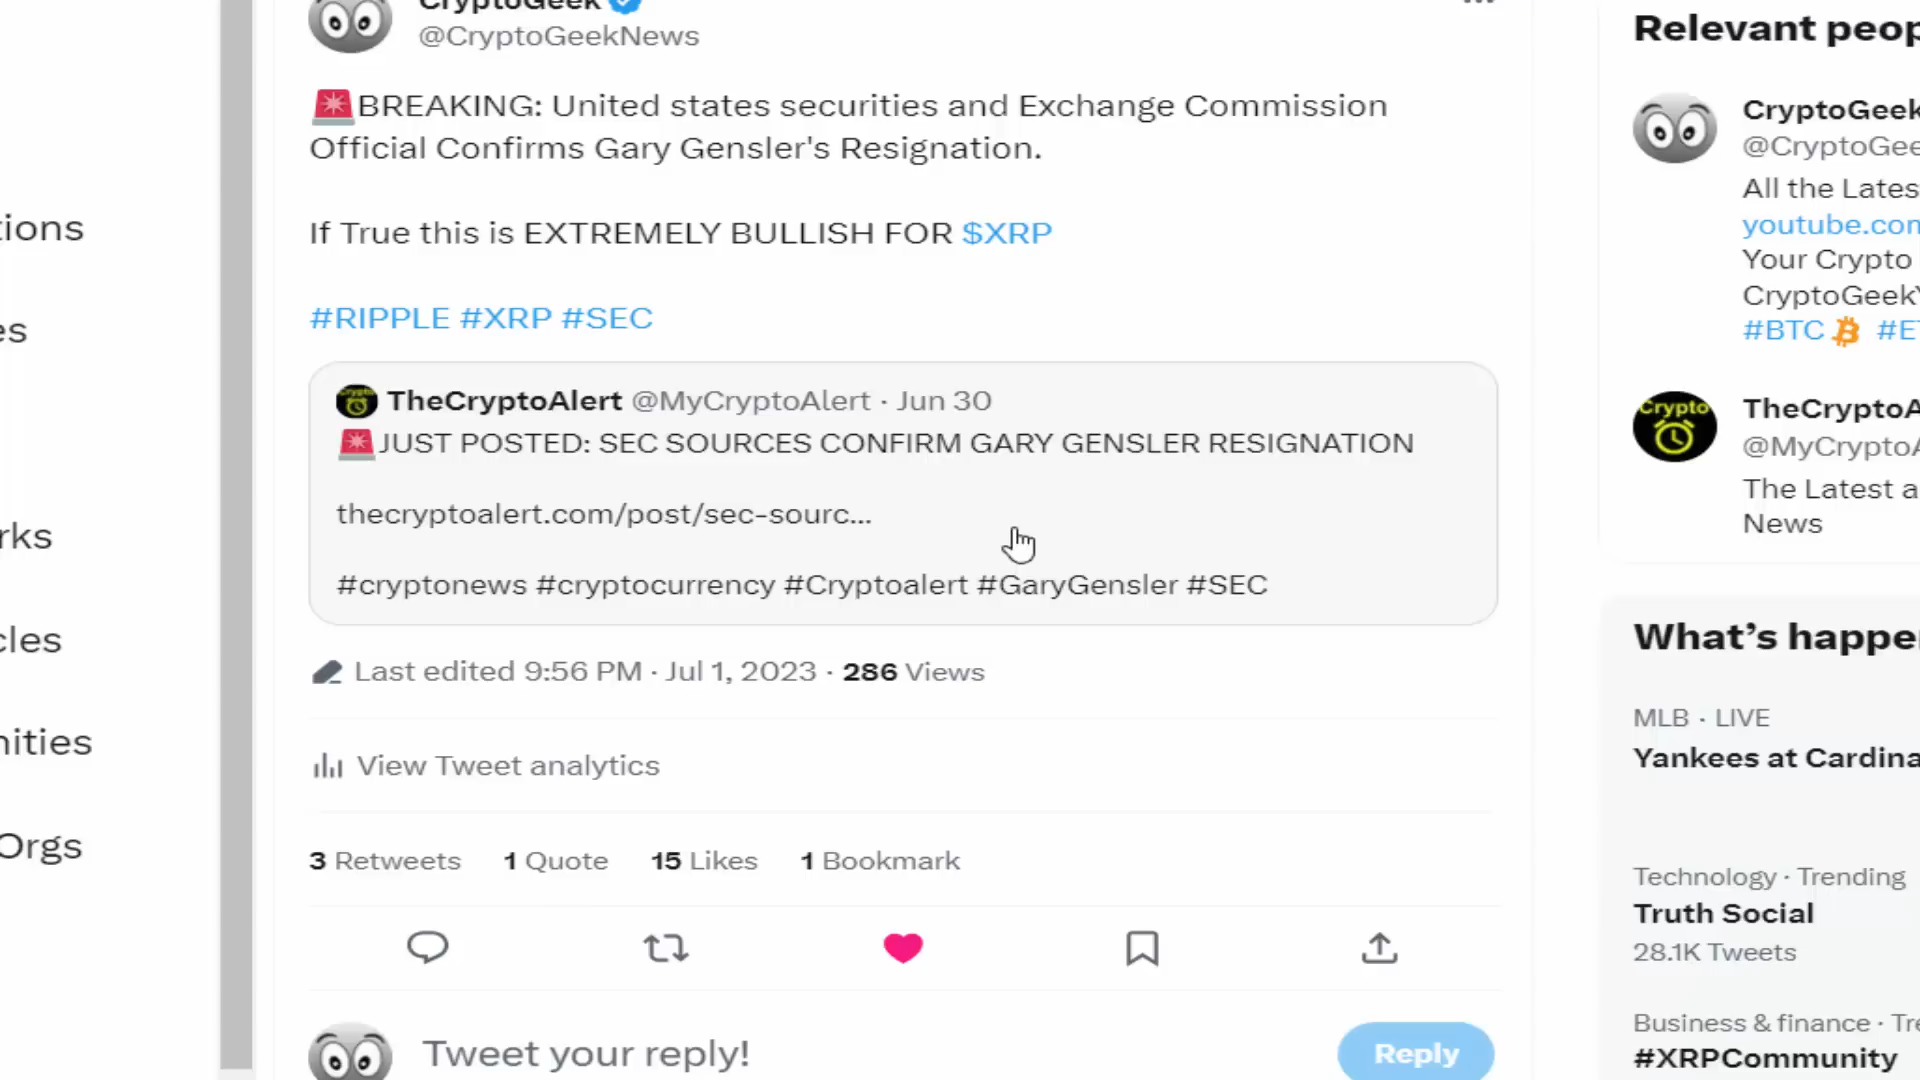 CryptoGeek
@CryptoGeekNews
BREAKING: United states securities and Exchange Commission
Official Confirms Gary Gensler's Resignation.
If True this is EXTREMELY BULLISH FOR $XRP
#RIPPLE #XRP #SEC
TheCryptoAlert @MyCryptoAlert · Jun 30
JUST POSTED: SEC SOURCES CONFIRM GARY GENSLER RESIGNATION
thecryptoalert.com/post/sec-sourc...
#cryptonews #cryptocurrency #Cryptoalert #GaryGensler #SEC
Last edited 9:56 PM · Jul 1, 2023 · 286 Views
View Tweet analytics
3 Retweets 1 Quote 15 Likes 1 Bookmark
Tweet your reply!
Reply
tions
es
rks
cles
nities
Orgs
Relevant peop
CryptoGeek
@CryptoGee
All the Lates
youtube.com
Your Crypto
CryptoGeekY
#BTC #ET
TheCryptoA
@MyCryptoA
The Latest a
News
What's happe
MLB · LIVE
Yankees at Cardina
Technology · Trending
Truth Social
28.1K Tweets
Business & finance · Tre
#XRPCommunity